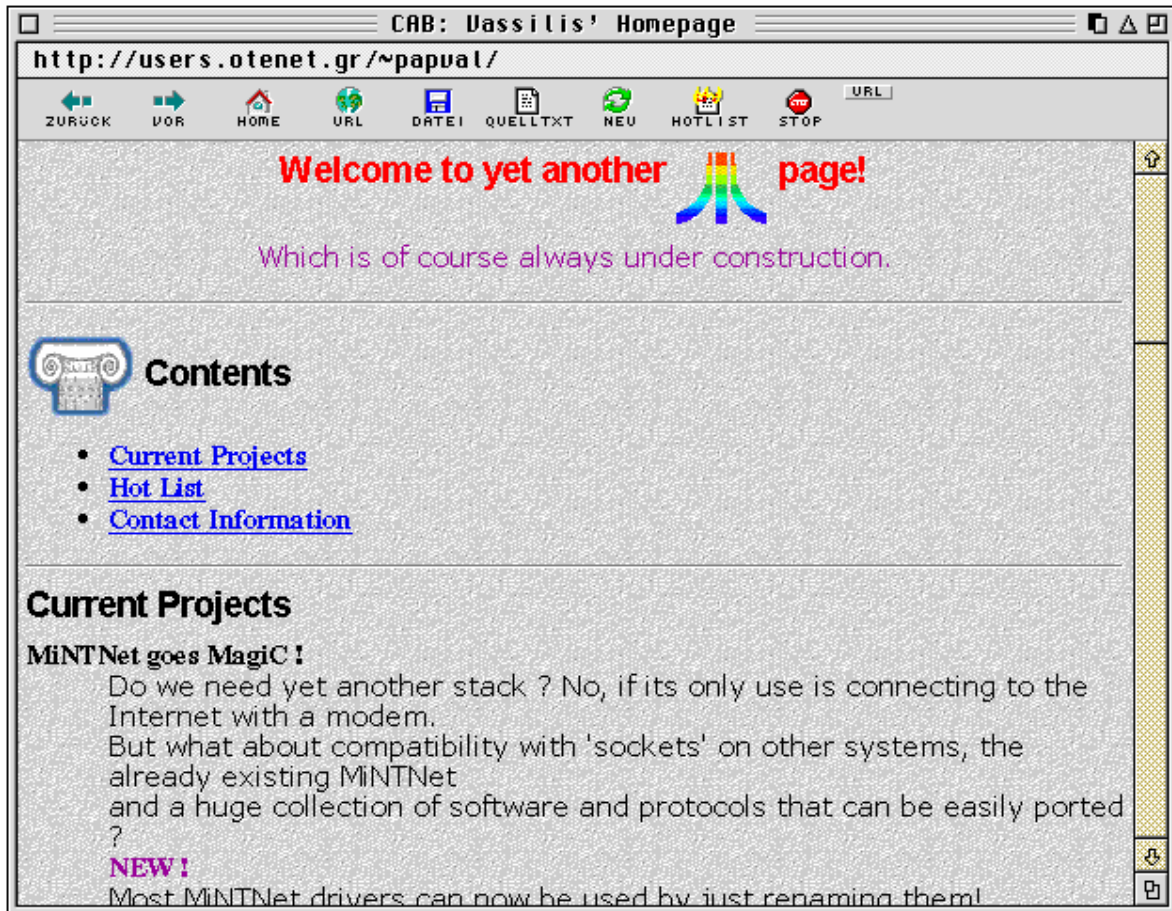 CAB: Vassilis' Homepage
http://users.otenet.gr/~papval/
ZURÜCK VOR HOME URL DATEI QUELLTXT NEU HOTLIST STOP URL
Welcome to yet another page!
Which is of course always under construction.
Contents
• Current Projects
• Hot List
• Contact Information
Current Projects
MiNTNet goes MagiC !
Do we need yet another stack ? No, if its only use is connecting to the
Internet with a modem.
But what about compatibility with 'sockets' on other systems, the
already existing MiNTNet
and a huge collection of software and protocols that can be easily ported
?
NEW !
Most MiNTNet drivers can now be used by just renaming them!